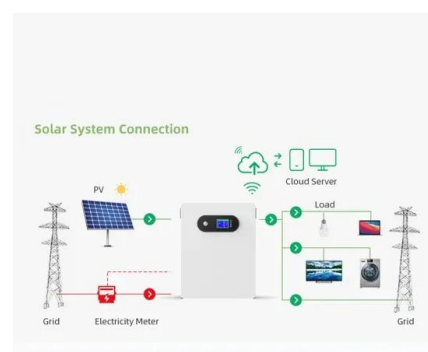 Solar System Connection
Cloud Server
PV
Load
Grid
Electricity Meter
Grid